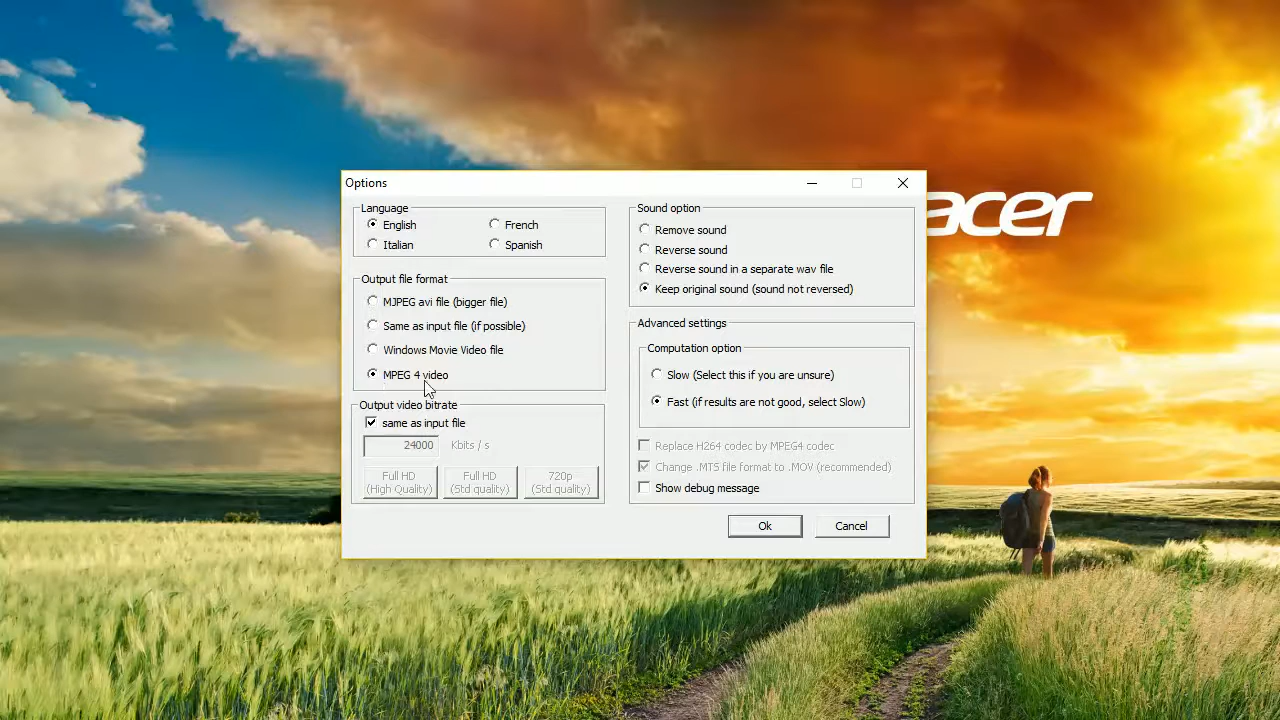 Options
Language
English
French
Italian
Spanish
Output file format
MJPEG avi file (bigger file)
Same as input file (if possible)
Windows Movie Video file
MPEG 4 video
Output video bitrate
same as input file
24000 Kbits / s
Full HD
(High Quality)
Full HD
(Std quality)
720p
(Std quality)
Sound option
Remove sound
Reverse sound
Reverse sound in a separate wav file
Keep original sound (sound not reversed)
Advanced settings
Computation option
Slow (Select this if you are unsure)
Fast (if results are not good, select Slow)
Replace H264 codec by MPEG4 codec
Change .MTS file format to .MOV (recommended)
Show debug message
Ok
Cancel
acer